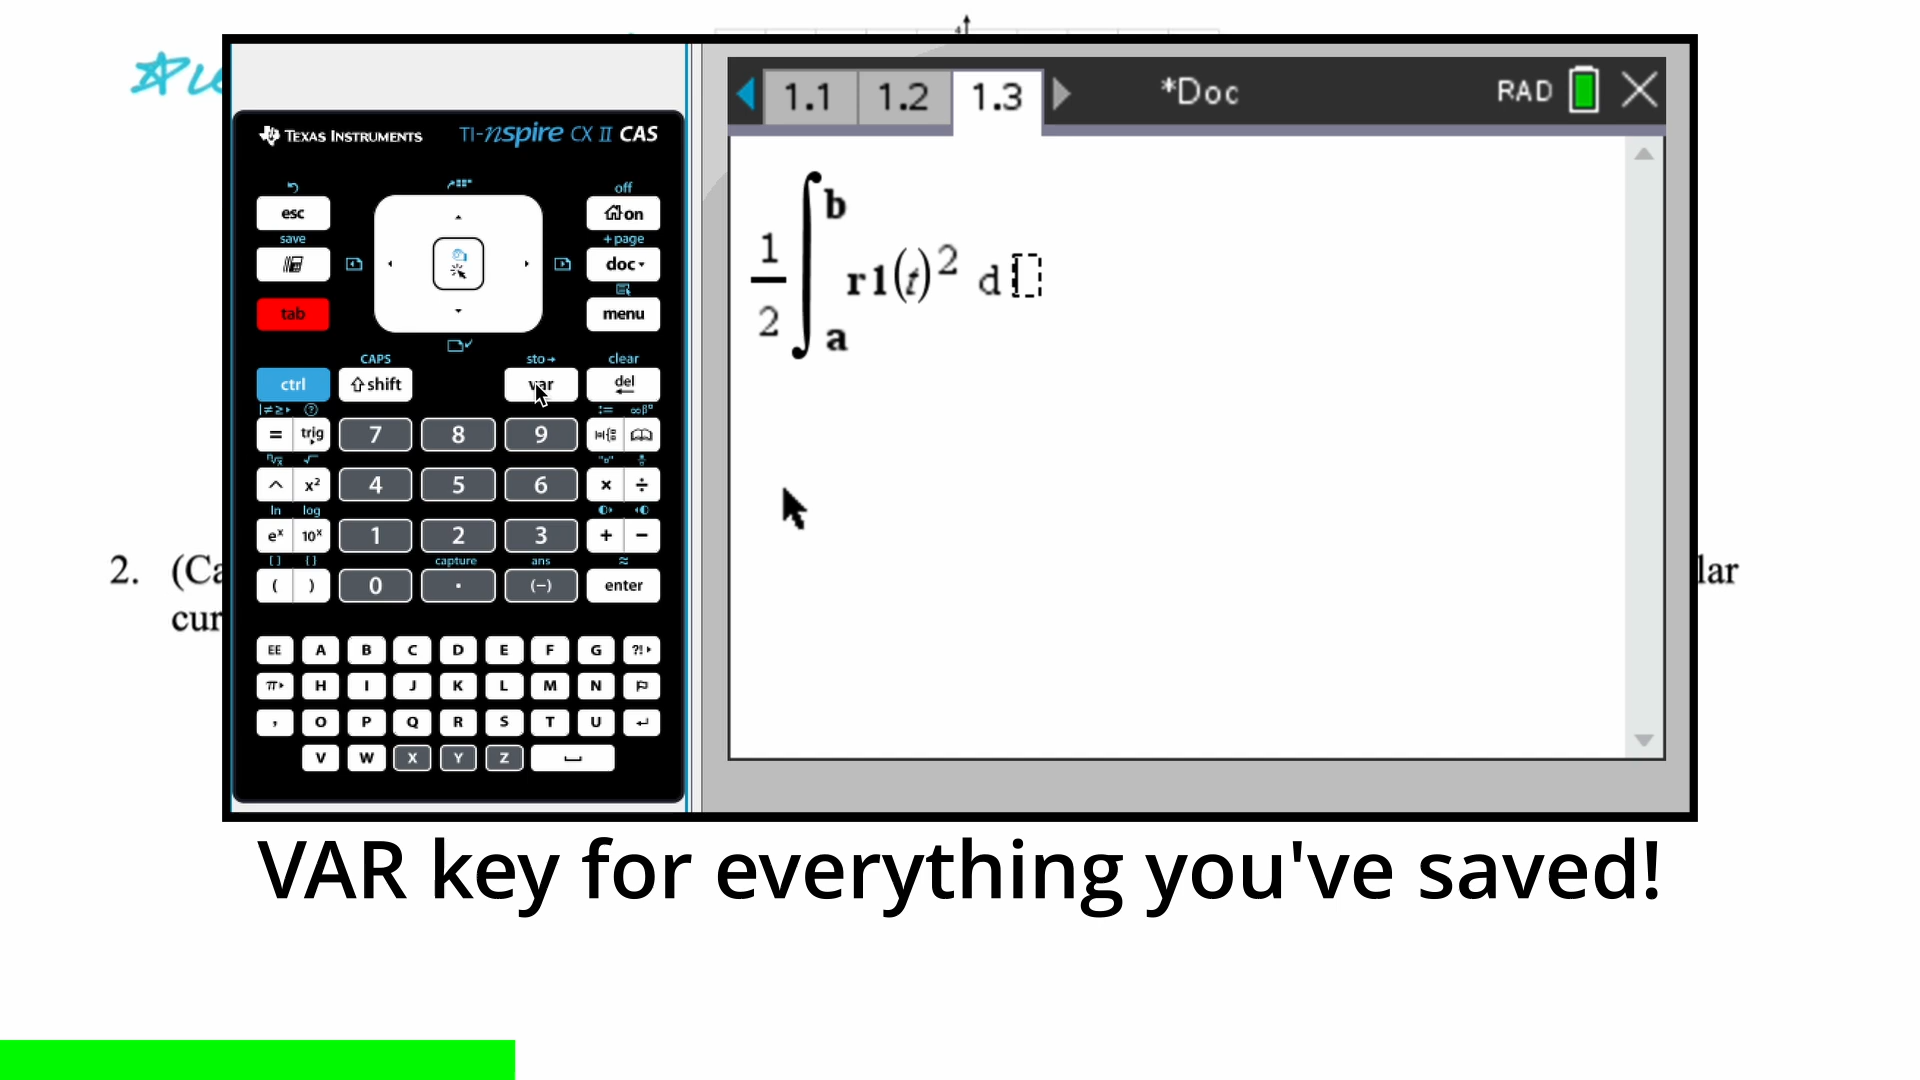 1.1 1.2 1.3 *Doc RAD
TEXAS INSTRUMENTS TI-nspire CX II CAS
off
esc on
save + page
doc
tab menu
CAPS sto→ clear
ctrl shift var del
= trig 7 8 9
^ x² 4 5 6 × ÷
ln log
eˣ 10ˣ 1 2 3 + −
[ ] { } capture ans ≈
( ) 0 . (−) enter
EE A B C D E F G ?!
π H I J K L M N
, O P Q R S T U
V W X Y Z
1/2 ∫ₐᵇ r1(t)² d
2. (Ca lar
cur
VAR key for everything you've saved!